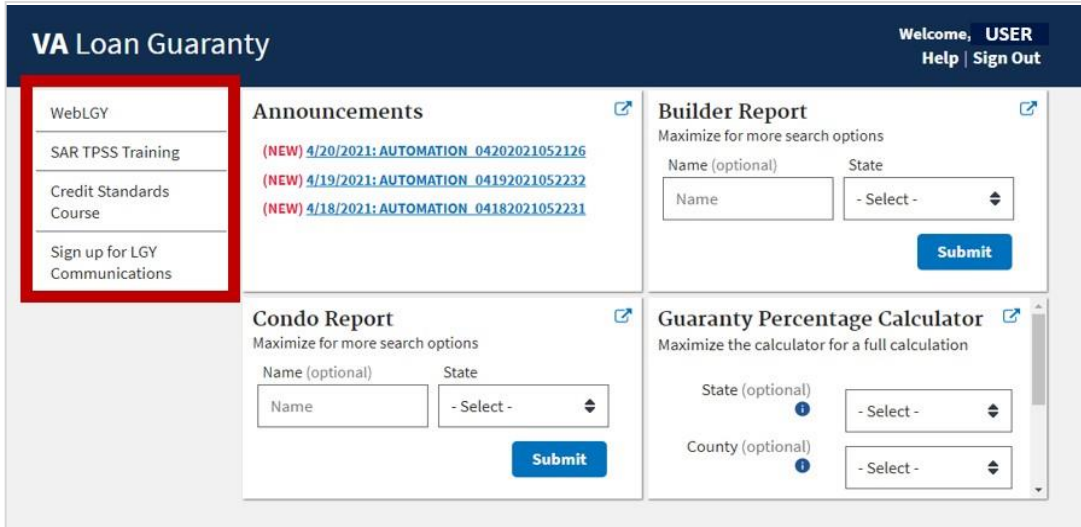 VA Loan Guaranty
Welcome, USER
Help | Sign Out
WebLGY
SAR TPSS Training
Credit Standards
Course
Sign up for LGY
Communications
Announcements
(NEW) 4/20/2021: AUTOMATION_04202021052126
(NEW) 4/19/2021: AUTOMATION_04192021052232
(NEW) 4/18/2021: AUTOMATION_04182021052231
Builder Report
Maximize for more search options
Name (optional) State
Name - Select -
Submit
Condo Report
Maximize for more search options
Name (optional) State
Name - Select -
Submit
Guaranty Percentage Calculator
Maximize the calculator for a full calculation
State (optional)
- Select -
County (optional)
- Select -